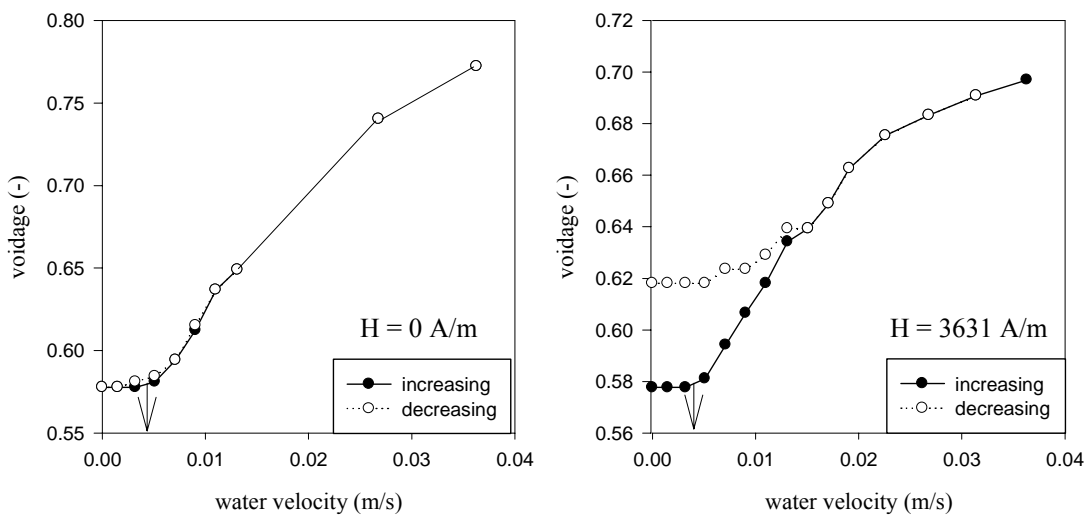 0.80
0.75
0.70
0.65
0.60
0.55
voidage (-)
H = 0 A/m
increasing
decreasing
0.00 0.01 0.02 0.03 0.04
water velocity (m/s)
0.72
0.70
0.68
0.66
0.64
0.62
0.60
0.58
0.56
voidage (-)
H = 3631 A/m
increasing
decreasing
0.00 0.01 0.02 0.03 0.04
water velocity (m/s)